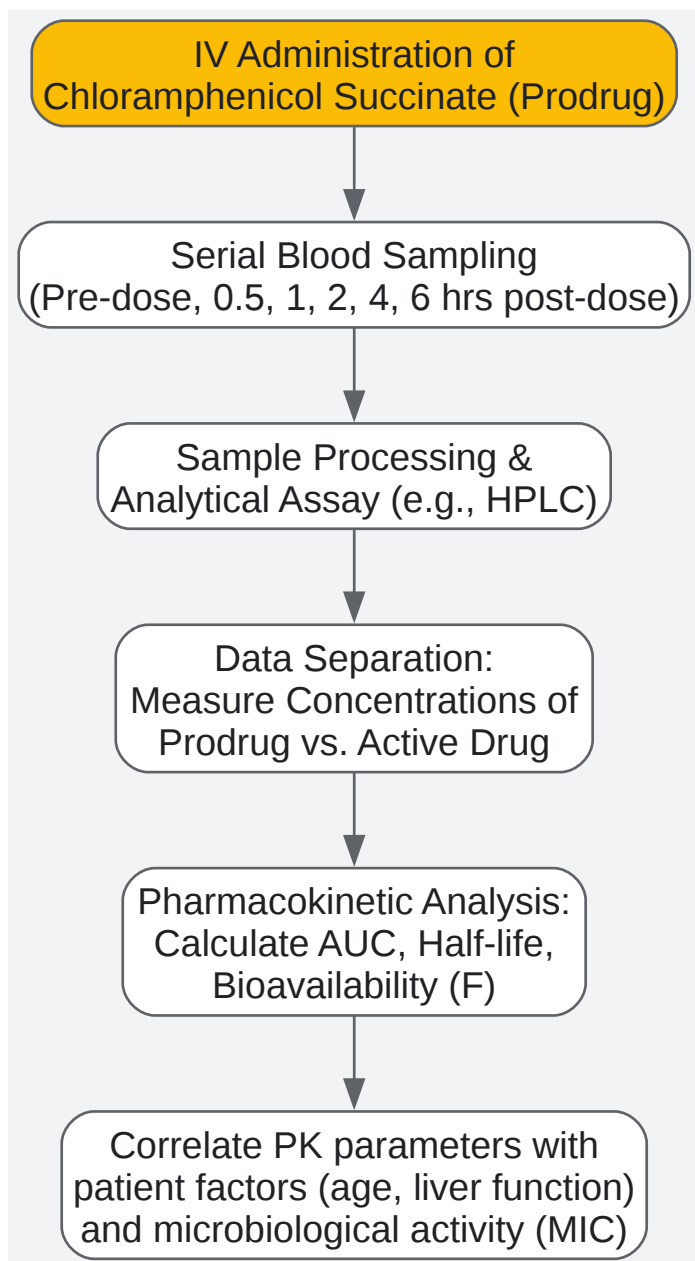 IV Administration of
Chloramphenicol Succinate (Prodrug)
Serial Blood Sampling
(Pre-dose, 0.5, 1, 2, 4, 6 hrs post-dose)
Sample Processing &
Analytical Assay (e.g., HPLC)
Data Separation:
Measure Concentrations of
Prodrug vs. Active Drug
Pharmacokinetic Analysis:
Calculate AUC, Half-life,
Bioavailability (F)
Correlate PK parameters with
patient factors (age, liver function)
and microbiological activity (MIC)